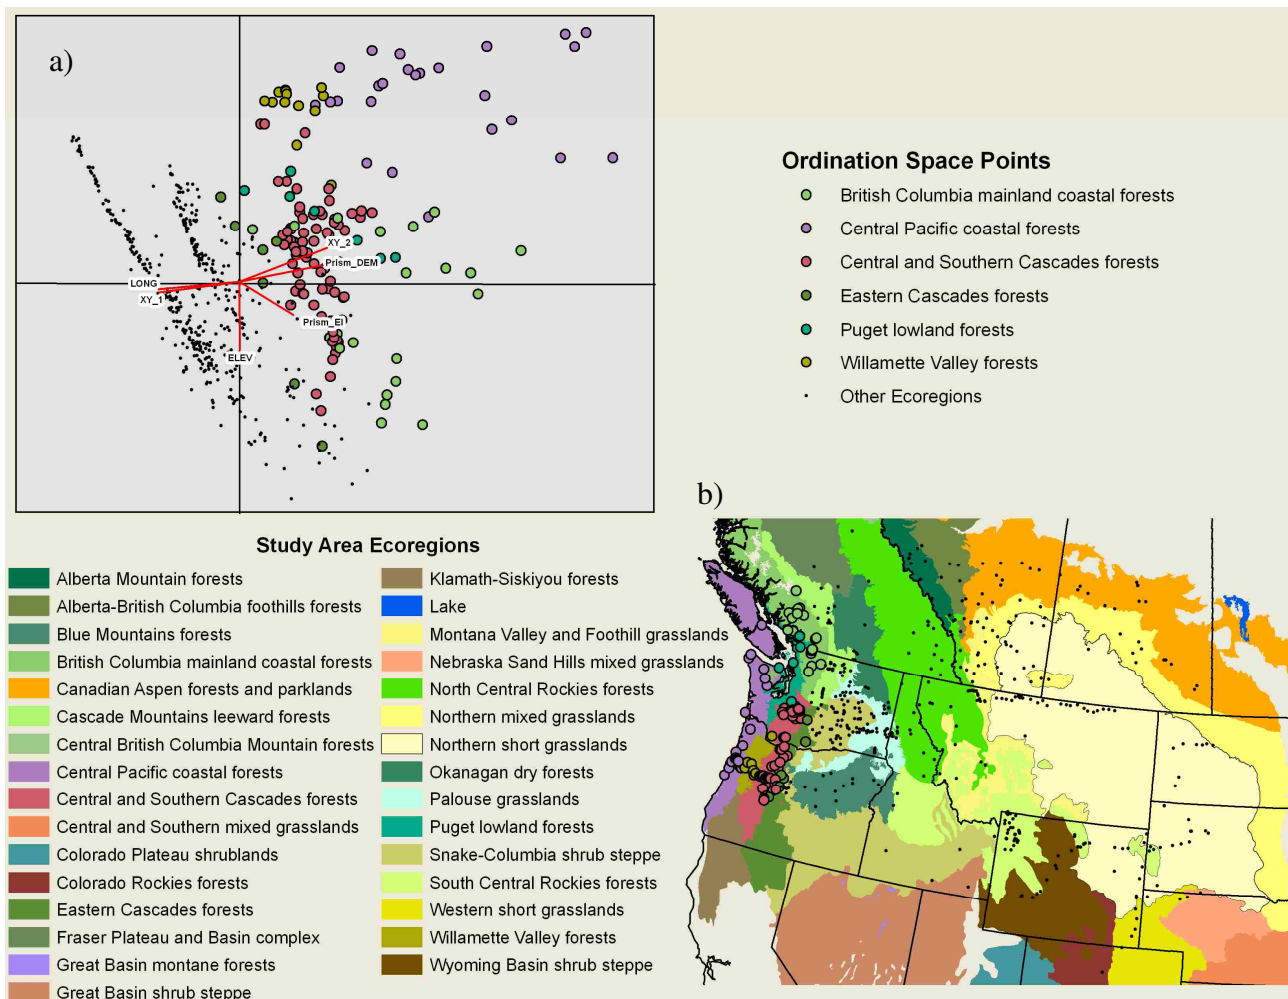 a)
XY_2
Prism_DEM
LONG
XY_1
Prism_EI
ELEV
Ordination Space Points
British Columbia mainland coastal forests
Central Pacific coastal forests
Central and Southern Cascades forests
Eastern Cascades forests
Puget lowland forests
Willamette Valley forests
Other Ecoregions
b)
Study Area Ecoregions
Alberta Mountain forests
Alberta-British Columbia foothills forests
Blue Mountains forests
British Columbia mainland coastal forests
Canadian Aspen forests and parklands
Cascade Mountains leeward forests
Central British Columbia Mountain forests
Central Pacific coastal forests
Central and Southern Cascades forests
Central and Southern mixed grasslands
Colorado Plateau shrublands
Colorado Rockies forests
Eastern Cascades forests
Fraser Plateau and Basin complex
Great Basin montane forests
Great Basin shrub steppe
Klamath-Siskiyou forests
Lake
Montana Valley and Foothill grasslands
Nebraska Sand Hills mixed grasslands
North Central Rockies forests
Northern mixed grasslands
Northern short grasslands
Okanagan dry forests
Palouse grasslands
Puget lowland forests
Snake-Columbia shrub steppe
South Central Rockies forests
Western short grasslands
Willamette Valley forests
Wyoming Basin shrub steppe